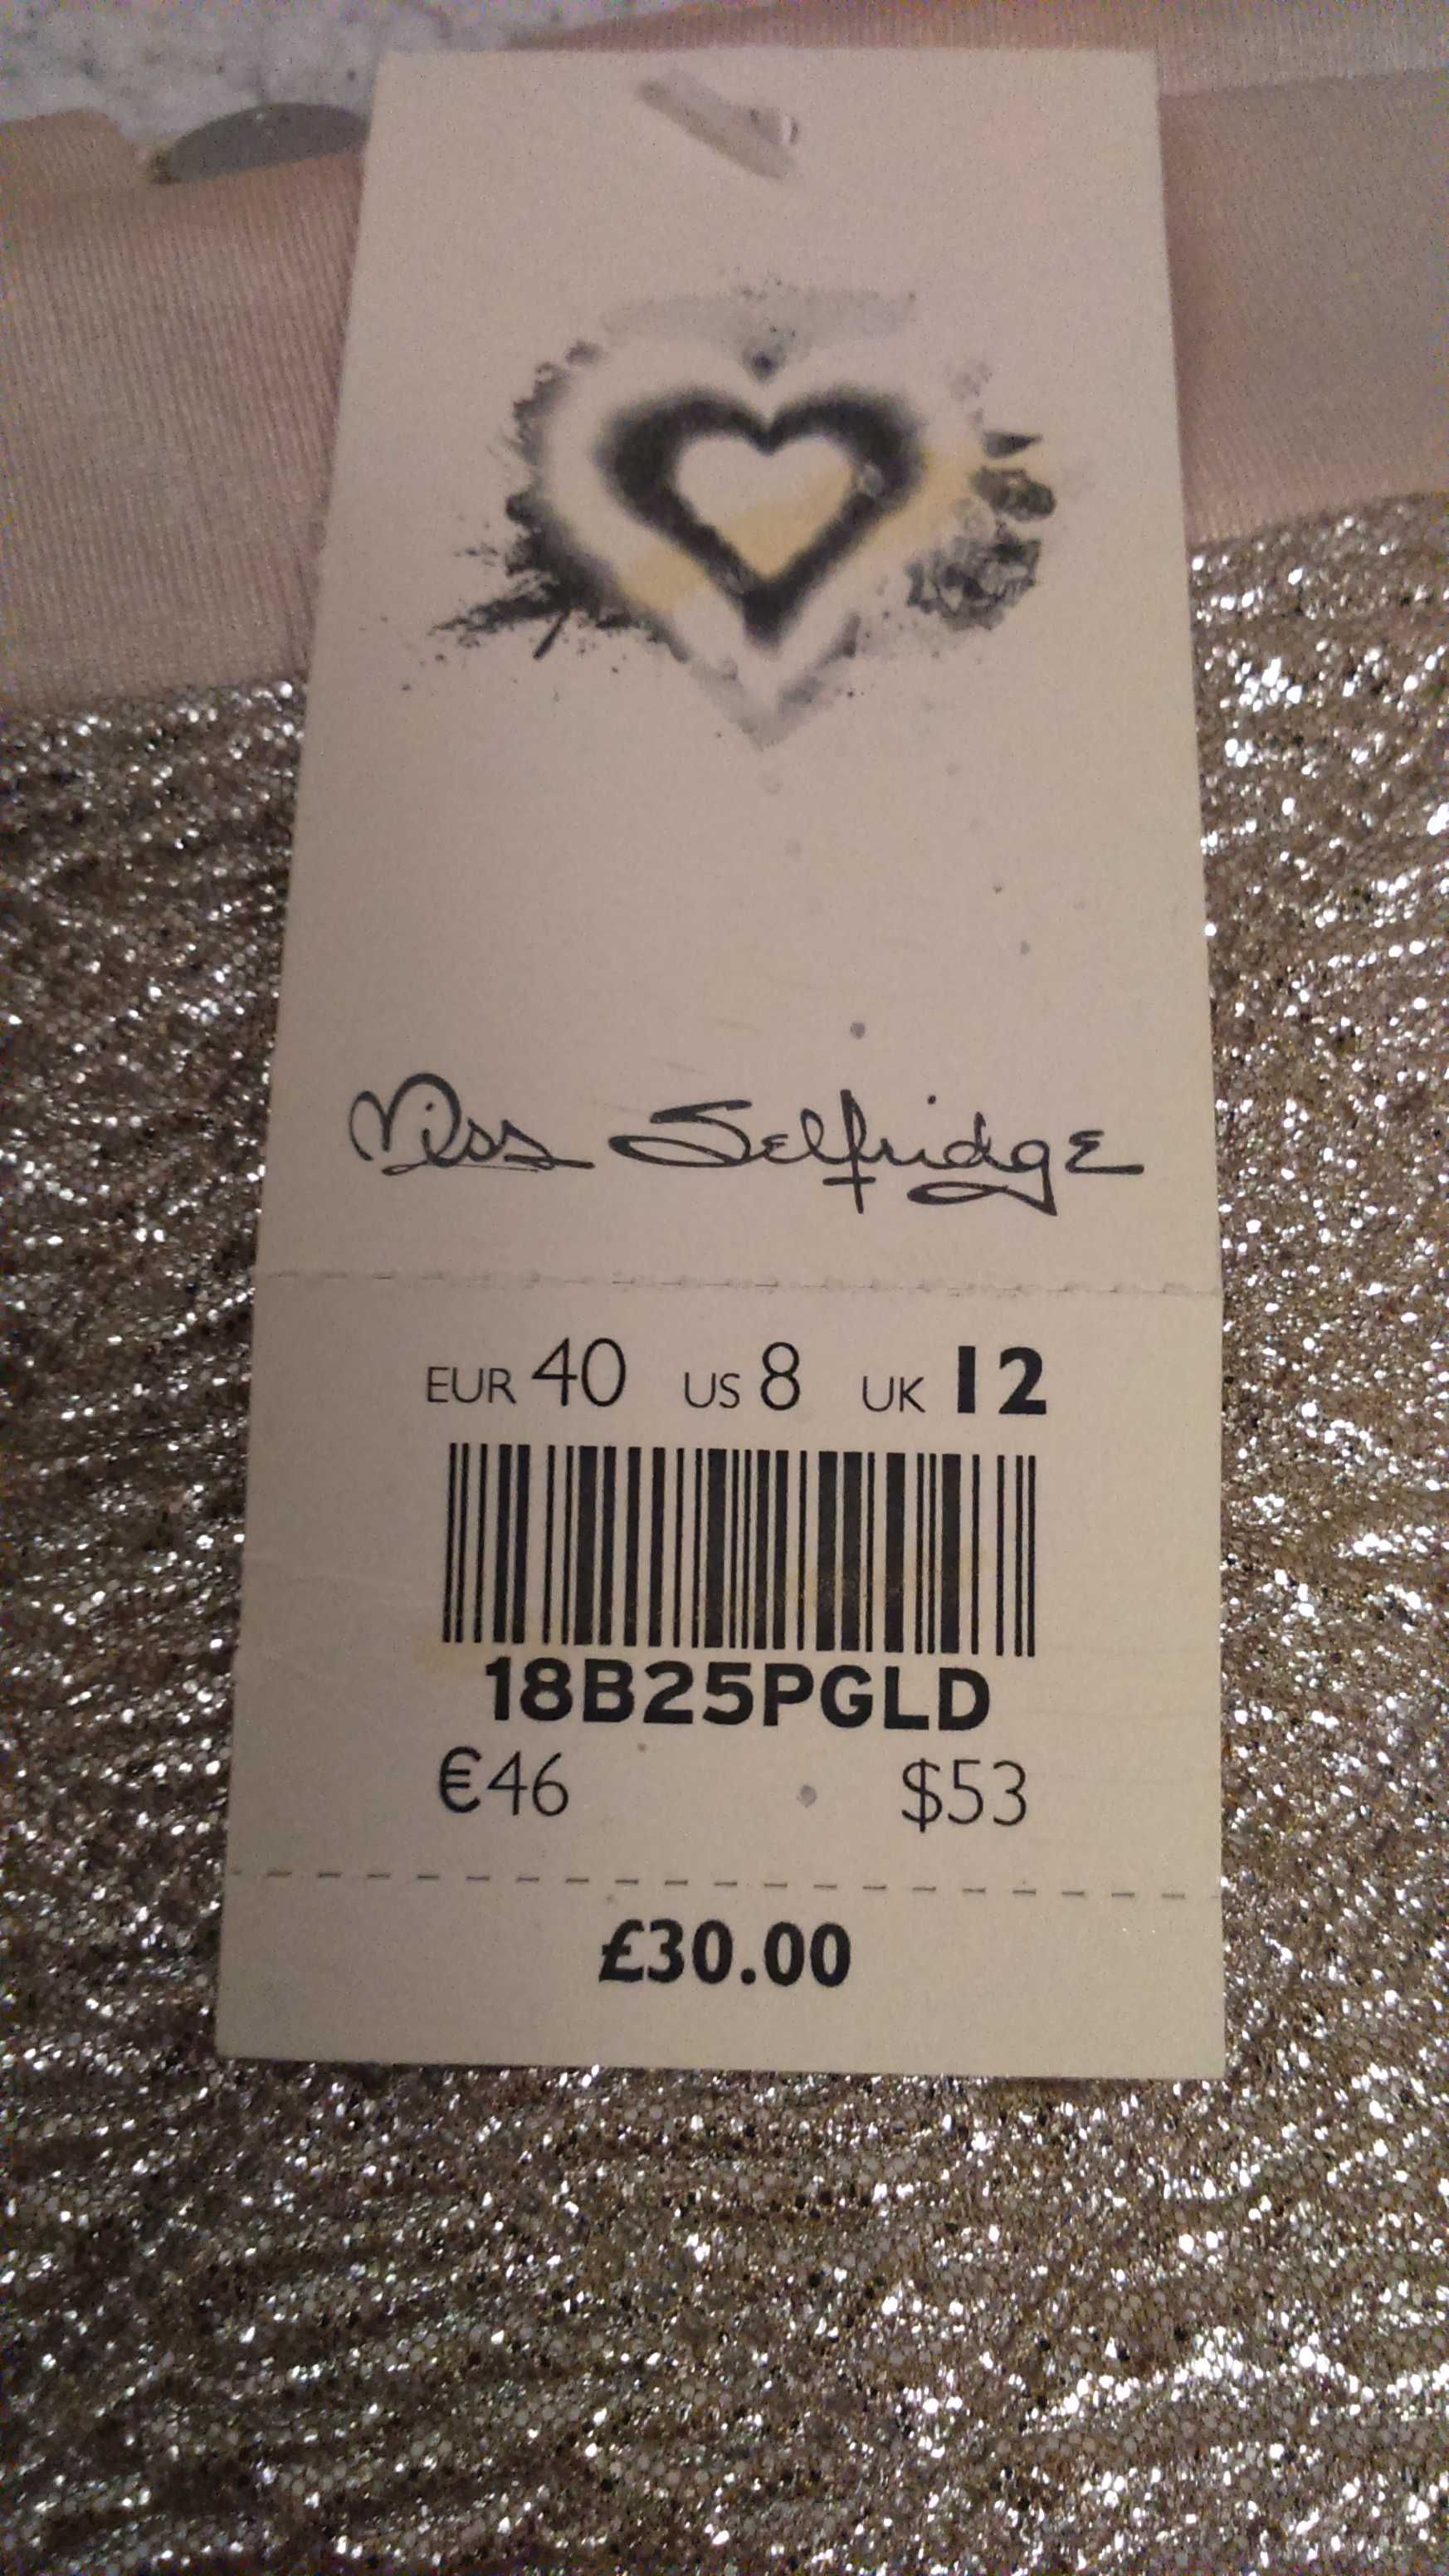 Miss Selfridge
EUR 40 US 8 UK 12
18B25PGLD
€46 $53
£30.00